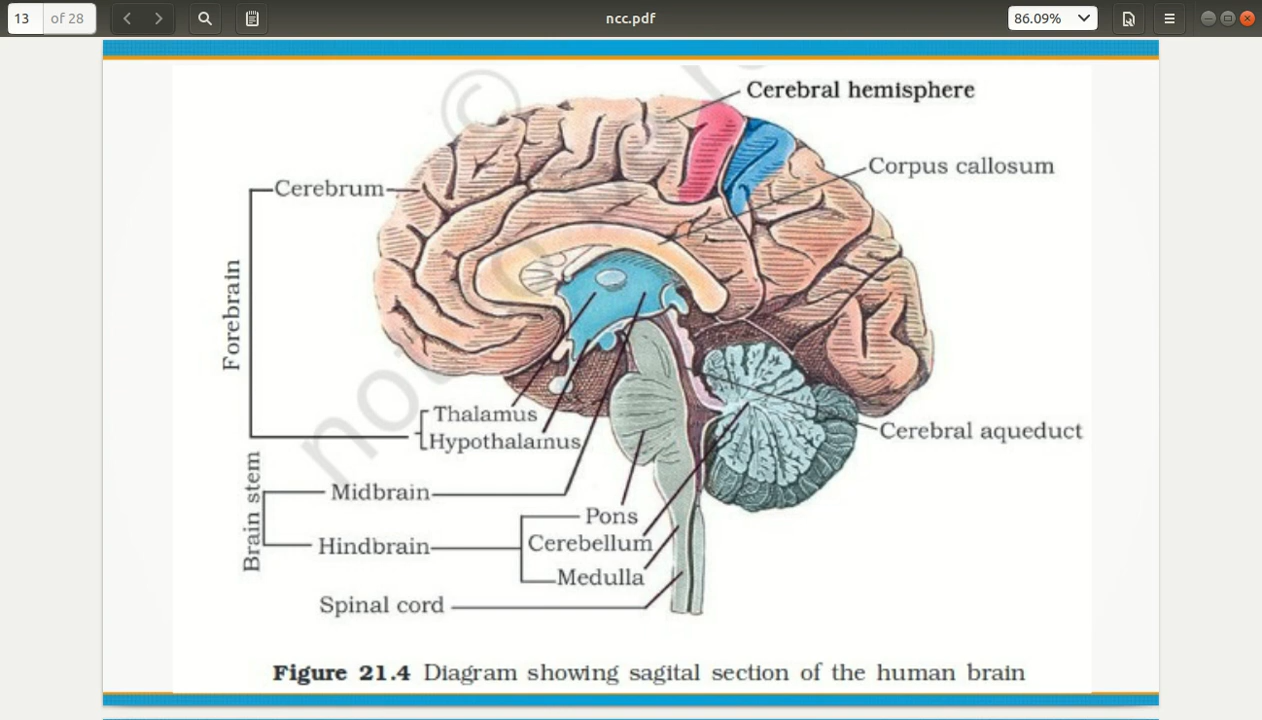 13
of 28
ncc.pdf
86.09%
Cerebral hemisphere
Corpus callosum
Cerebrum
Forebrain
Thalamus
Hypothalamus
Cerebral aqueduct
Brain stem
Midbrain
Pons
Hindbrain
Cerebellum
Medulla
Spinal cord
Figure 21.4 Diagram showing sagital section of the human brain